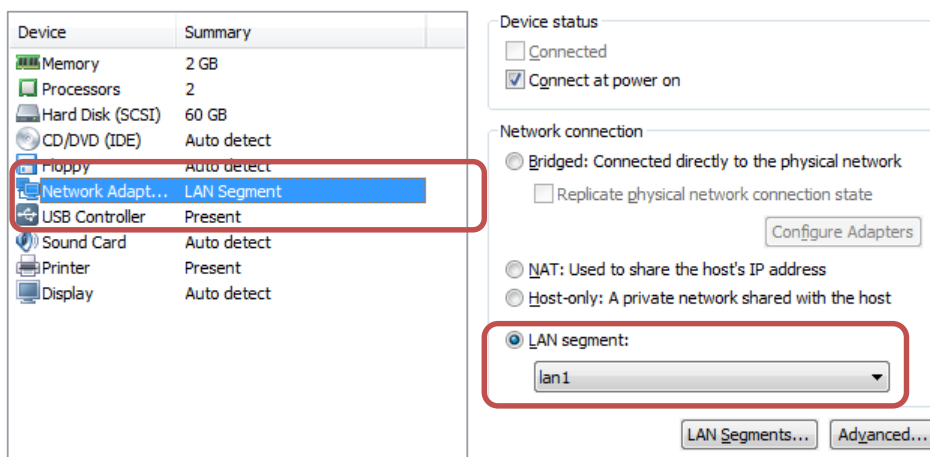 Device Summary
Memory 2 GB
Processors 2
Hard Disk (SCSI) 60 GB
CD/DVD (IDE) Auto detect
Floppy Auto detect
Network Adapt... LAN Segment
USB Controller Present
Sound Card Auto detect
Printer Present
Display Auto detect
Device status
Connected
Connect at power on
Network connection
Bridged: Connected directly to the physical network
Replicate physical network connection state
Configure Adapters
NAT: Used to share the host's IP address
Host-only: A private network shared with the host
LAN segment:
lan1
LAN Segments... Advanced...